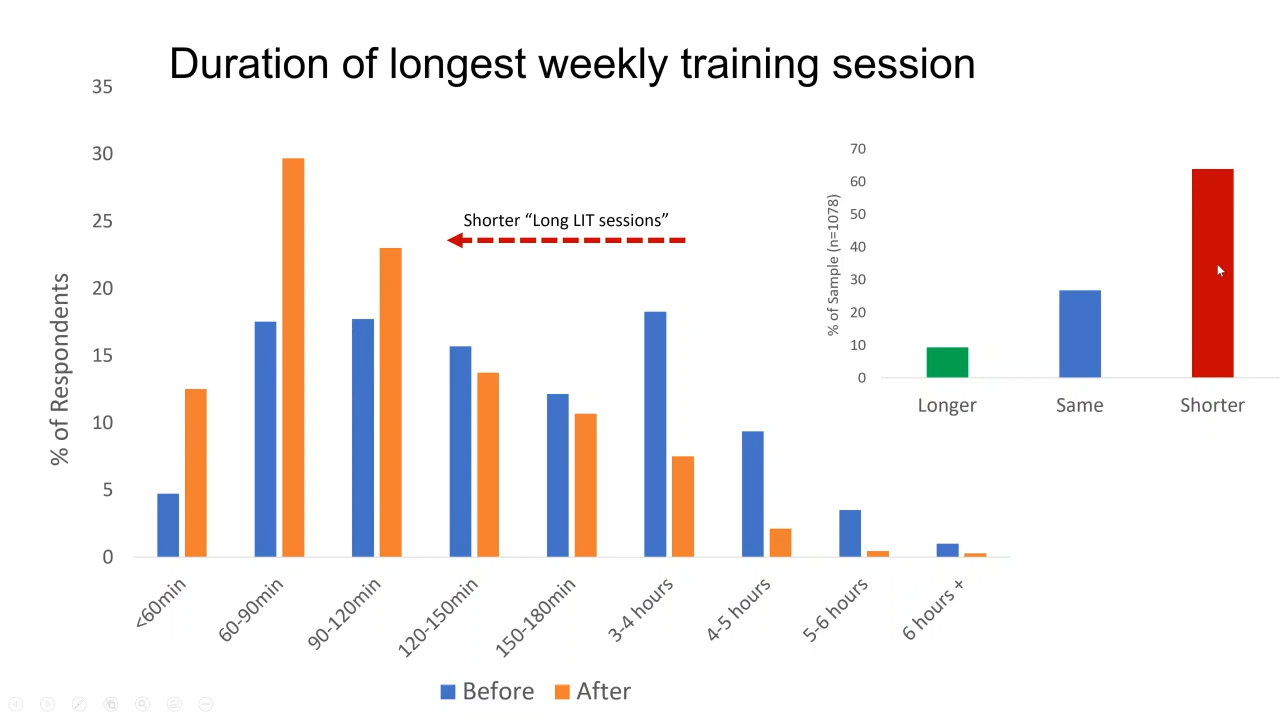 Duration of longest weekly training session
35
30
25
20
15
10
5
0
% of Respondents
Shorter “Long LIT sessions”
<60min
60-90min
90-120min
120-150min
150-180min
3-4 hours
4-5 hours
5-6 hours
6 hours +
Before After
70
60
50
40
30
20
10
0
% of Sample (n=1078)
Longer Same Shorter